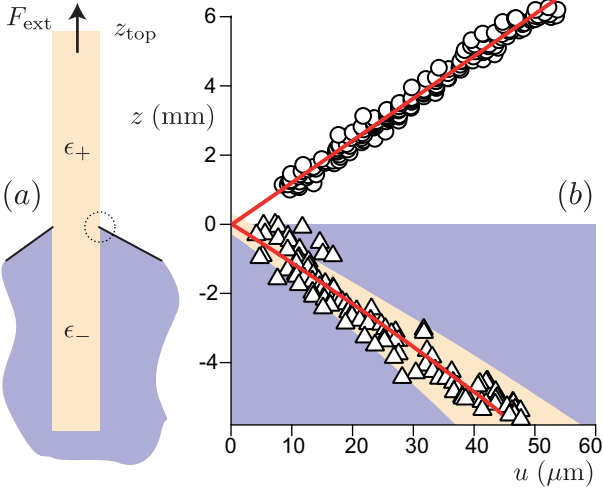 F_ext
z_top
ϵ_+
(a)
ϵ_−
z (mm)
6
4
2
0
-2
-4
(b)
0 10 20 30 40 50 60
u (μm)